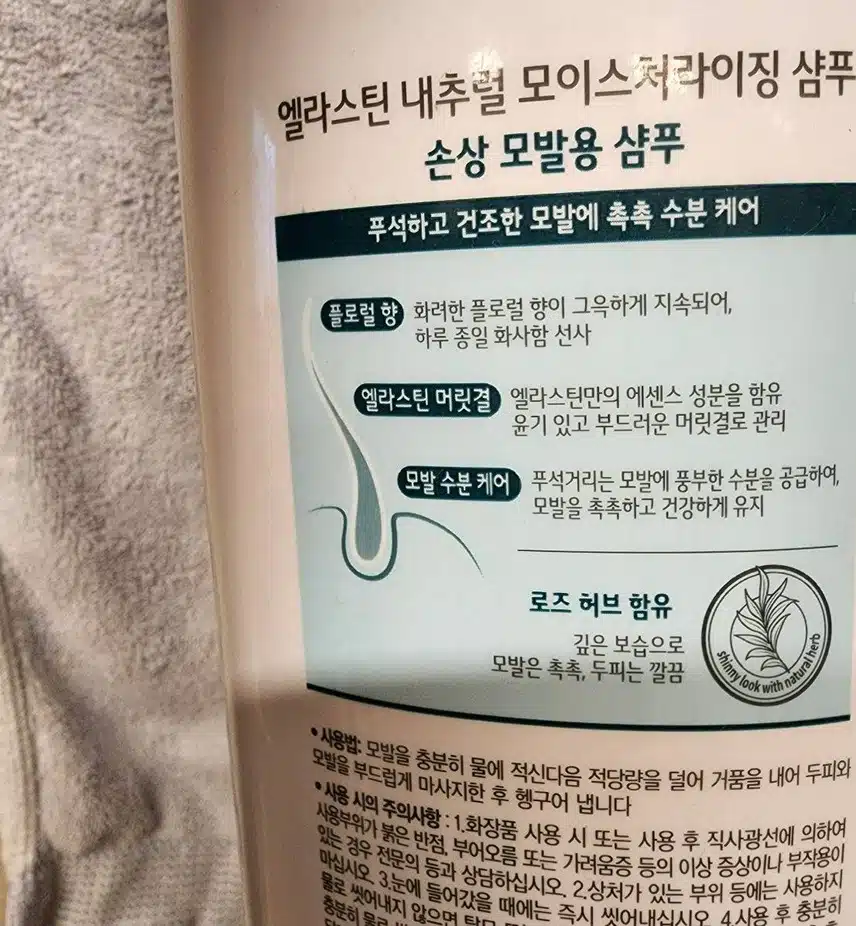 엘라스틴 내추럴 모이스처라이징 샴푸
손상 모발용 샴푸
푸석하고 건조한 모발에 촉촉 수분 케어
플로럴 향 화려한 플로럴 향이 그윽하게 지속되어,
하루 종일 화사함 선사
엘라스틴 머릿결 엘라스틴만의 에센스 성분을 함유
윤기 있고 부드러운 머릿결로 관리
모발 수분 케어 푸석거리는 모발에 풍부한 수분을 공급하여,
모발을 촉촉하고 건강하게 유지
로즈 허브 함유
깊은 보습으로
모발은 촉촉, 두피는 깔끔
shinny look with natural herb
•사용법: 모발을 충분히 물에 적신다음 적당량을 덜어 거품을 내어 두피와
모발을 부드럽게 마사지한 후 헹구어 냅니다
•사용 시의 주의사항 : 1.화장품 사용 시 또는 사용 후 직사광선에 의하여
사용부위가 붉은 반점, 부어오름 또는 가려움증 등의 이상 증상이나 부작용이
있는 경우 전문의 등과 상담하십시오. 2.상처가 있는 부위 등에는 사용하지
마십시오. 3.눈에 들어갔을 때에는 즉시 씻어내십시오. 4.사용 후 충분히
물로 씻어내지 않으면 탈모
충분히 물로